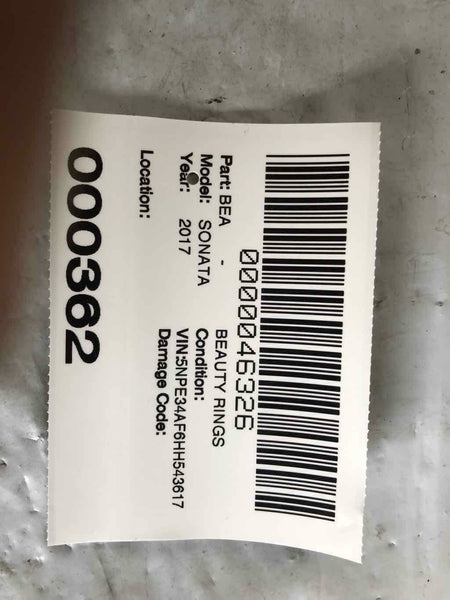 0000046326
Part: BEA - BEAUTY RINGS
Model: SONATA Condition:
Year: 2017 VIN:5NPE34AF6HH543617
Damage Code:
Location:
000362